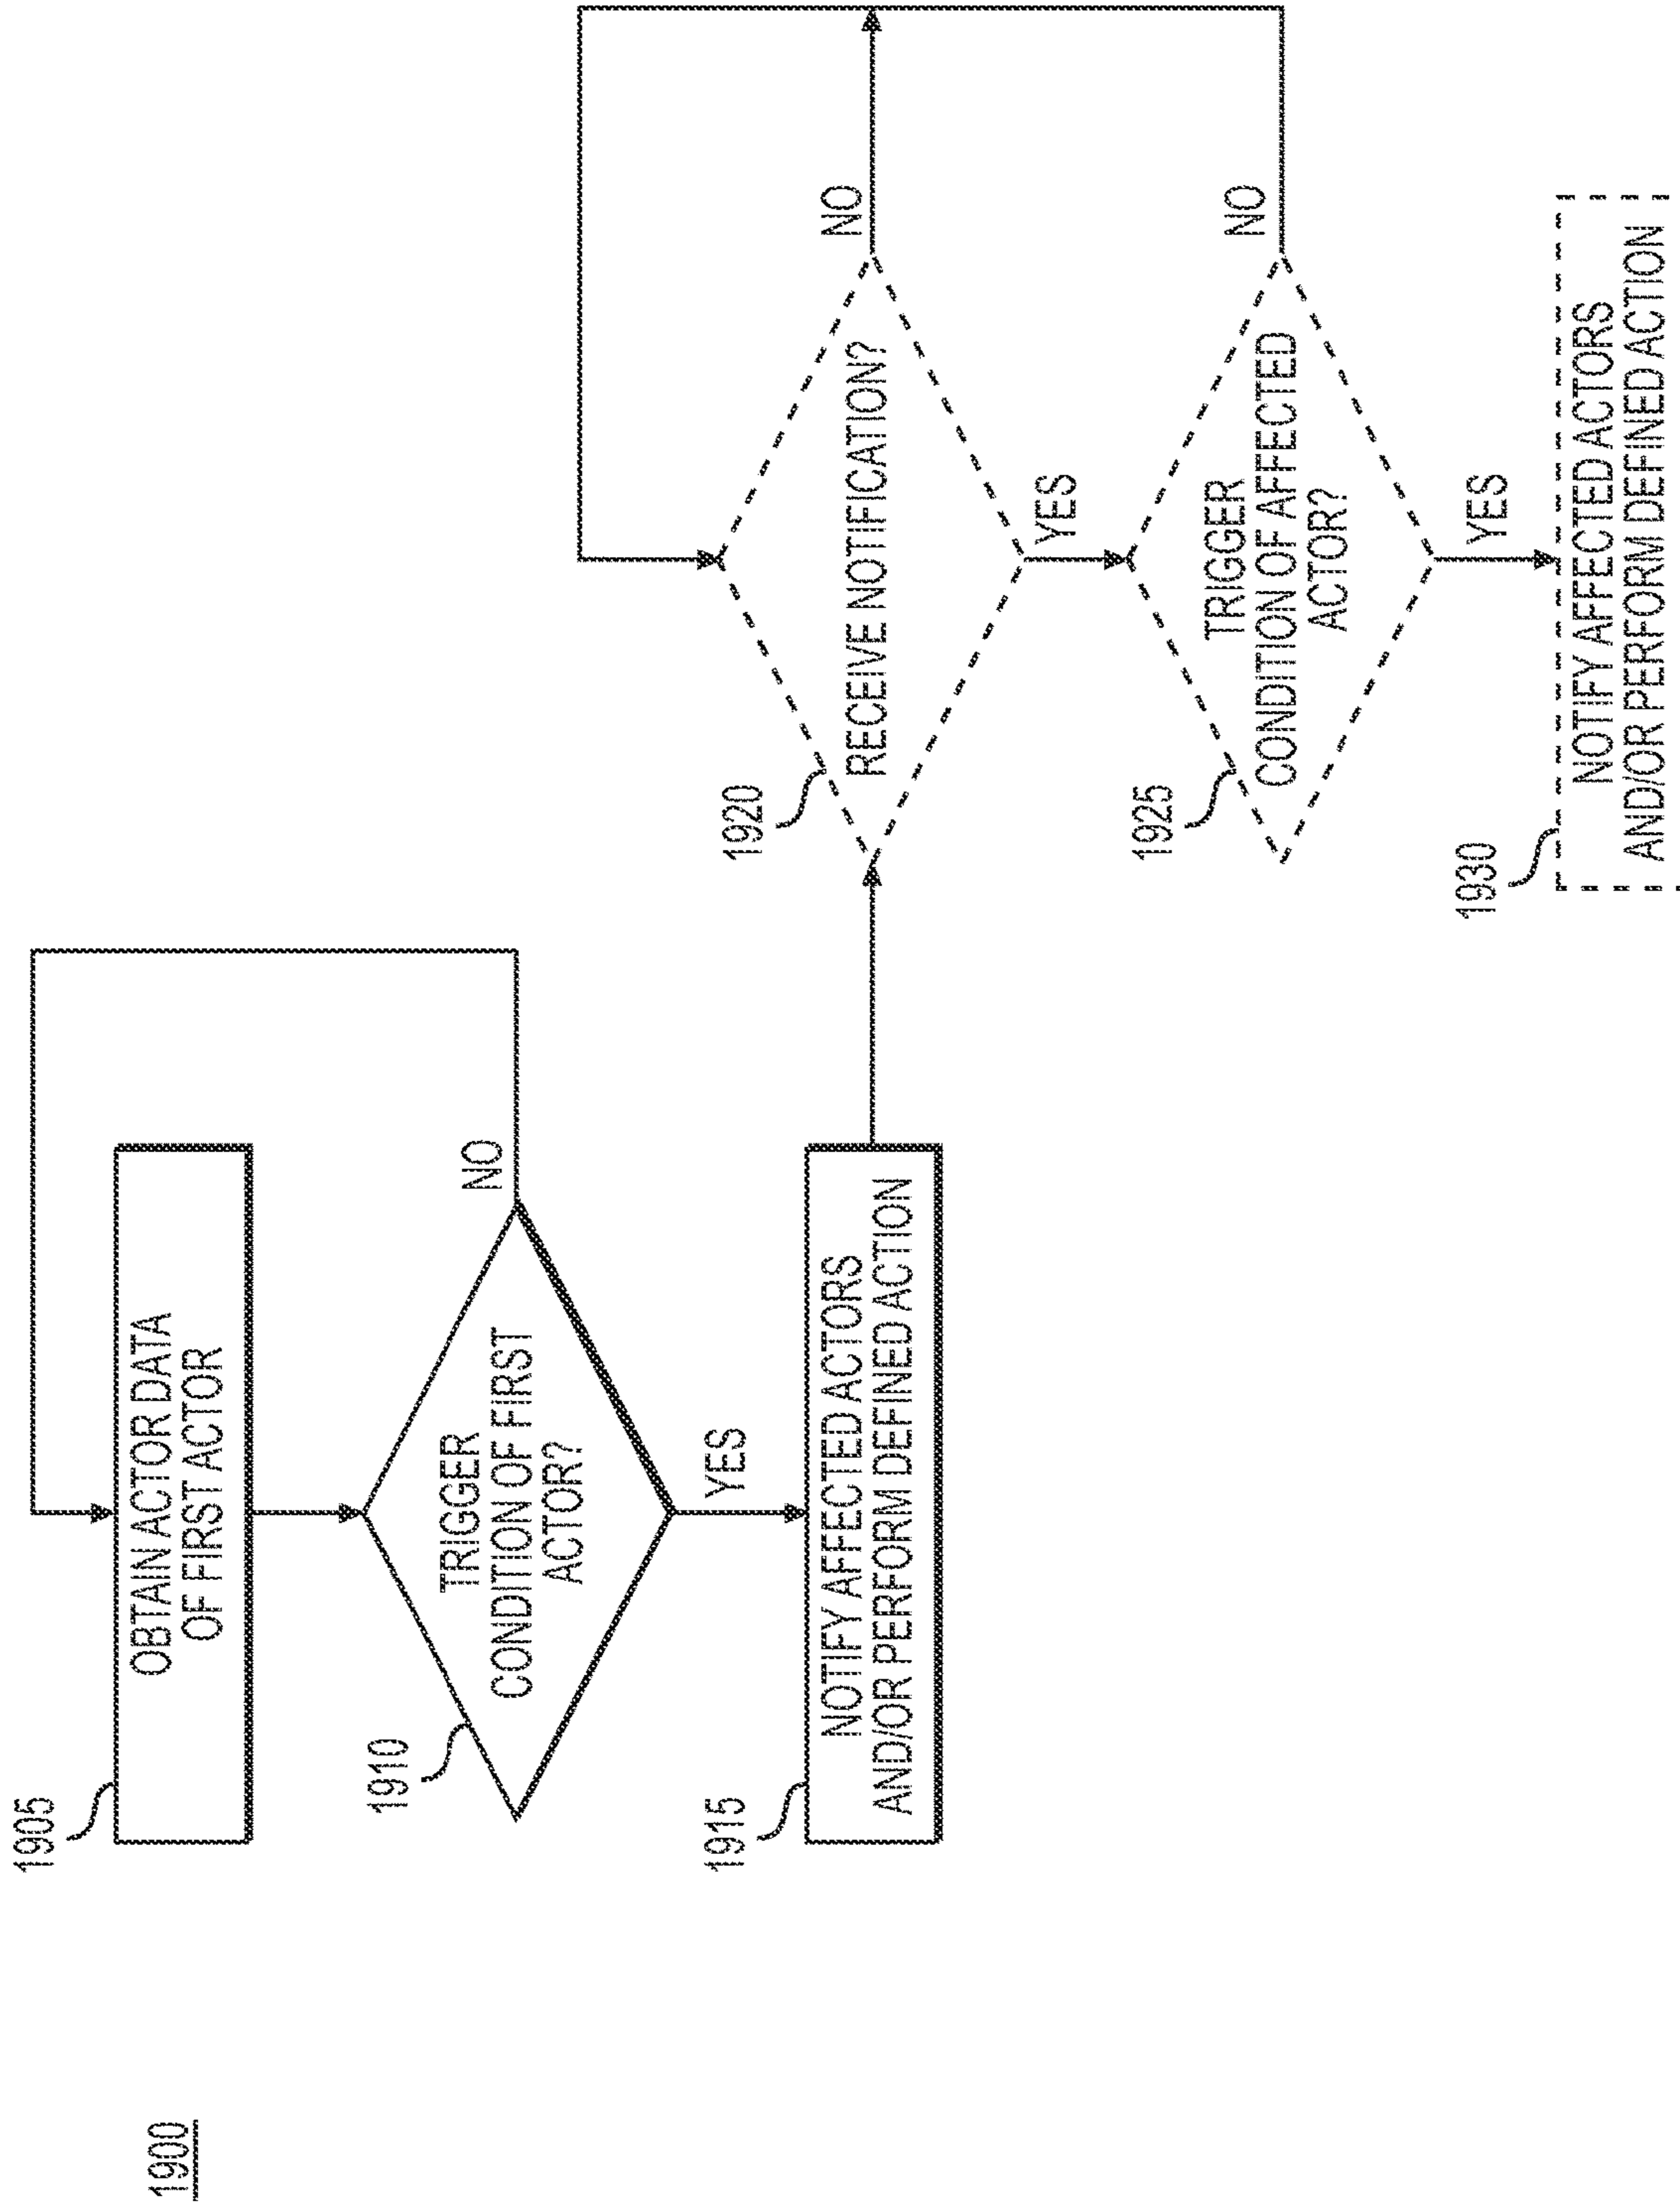 1900
1905
OBTAIN ACTOR DATA
OF FIRST ACTOR
1910
TRIGGER
CONDITION OF FIRST
ACTOR?
NO
YES
1915
NOTIFY AFFECTED ACTORS
AND/OR PERFORM DEFINED ACTION
1920
RECEIVE NOTIFICATION?
NO
YES
1925
TRIGGER
CONDITION OF AFFECTED
ACTOR?
NO
YES
1930
NOTIFY AFFECTED ACTORS
AND/OR PERFORM DEFINED ACTION